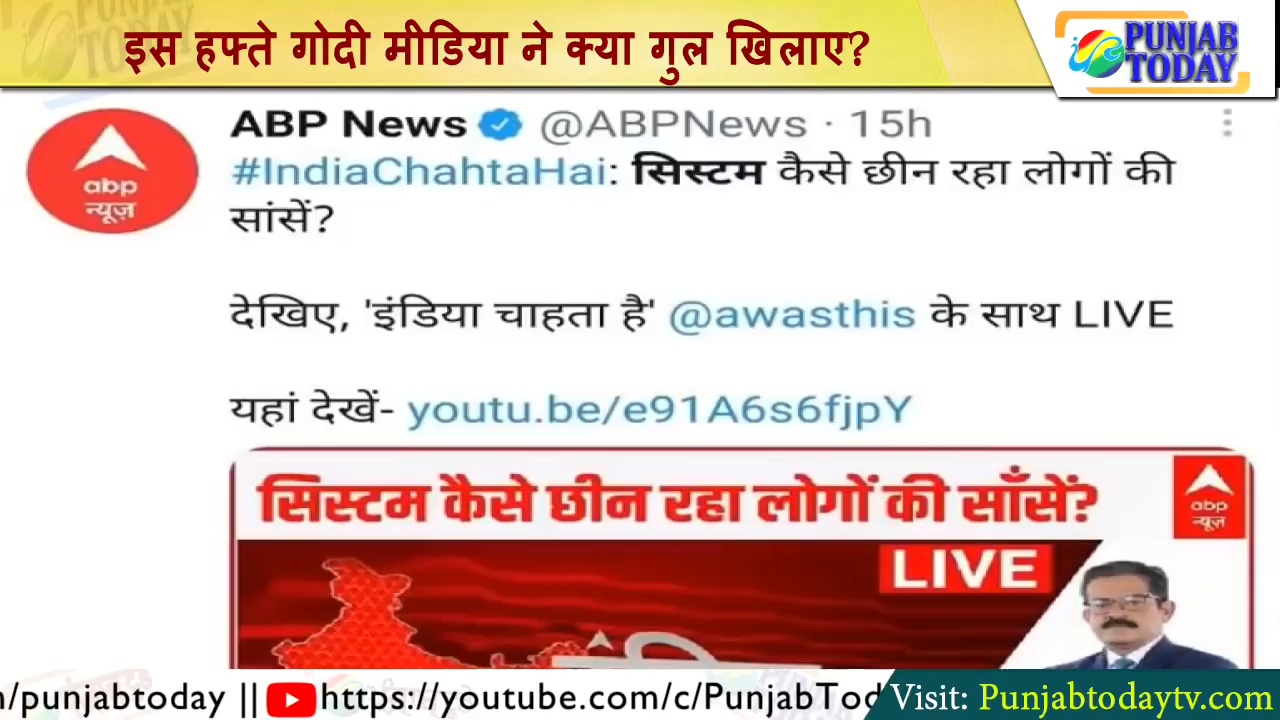 इस हफ्ते गोदी मीडिया ने क्या गुल खिलाए?
PUNJAB
TODAY
ABP News @ABPNews · 15h
#IndiaChahtaHai: सिस्टम कैसे छीन रहा लोगों की
सांसें?
देखिए, 'इंडिया चाहता है' @awasthis के साथ LIVE
यहां देखें- youtu.be/e91A6s6fjpY
abp
न्यूज़
सिस्टम कैसे छीन रहा लोगों की साँसें?
abp
न्यूज़
LIVE
/punjabtoday || https://youtube.com/c/PunjabTod
Visit: Punjabtodaytv.com